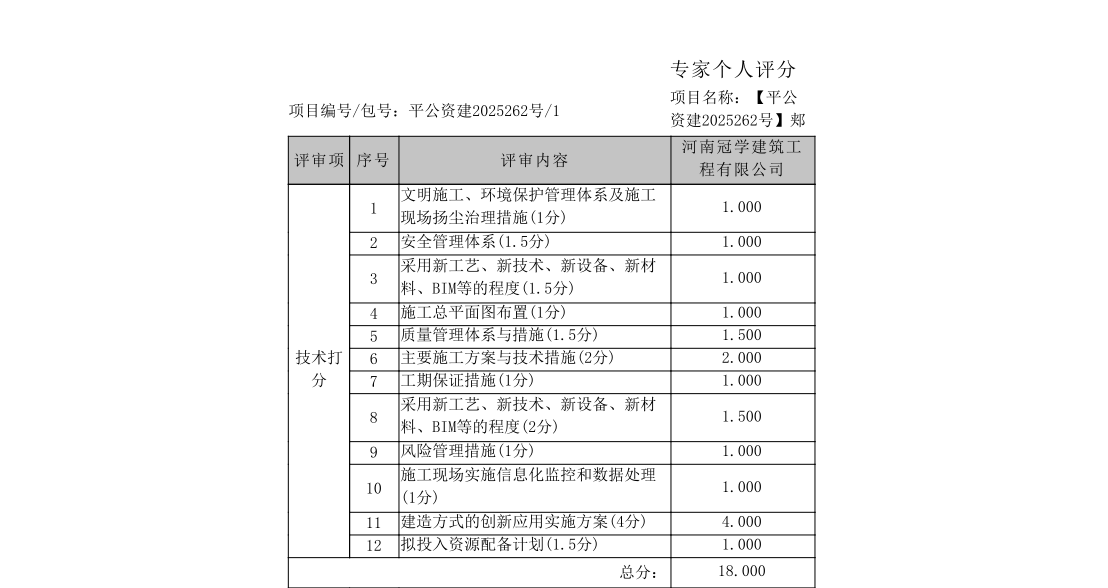 专家个人评分
项目编号/包号: 平公资建2025262号/1
项目名称: 【平公
资建2025262号】郏
评审项 序号 评审内容 河南冠学建筑工
程有限公司
技术打
分
1 文明施工、环境保护管理体系及施工
现场扬尘治理措施(1分) 1.000
2 安全管理体系(1.5分) 1.000
3 采用新工艺、新技术、新设备、新材
料、BIM等的程度(1.5分) 1.000
4 施工总平面图布置(1分) 1.000
5 质量管理体系与措施(1.5分) 1.500
6 主要施工方案与技术措施(2分) 2.000
7 工期保证措施(1分) 1.000
8 采用新工艺、新技术、新设备、新材
料、BIM等的程度(2分) 1.500
9 风险管理措施(1分) 1.000
10 施工现场实施信息化监控和数据处理
(1分) 1.000
11 建造方式的创新应用实施方案(4分) 4.000
12 拟投入资源配备计划(1.5分) 1.000
总分: 18.000